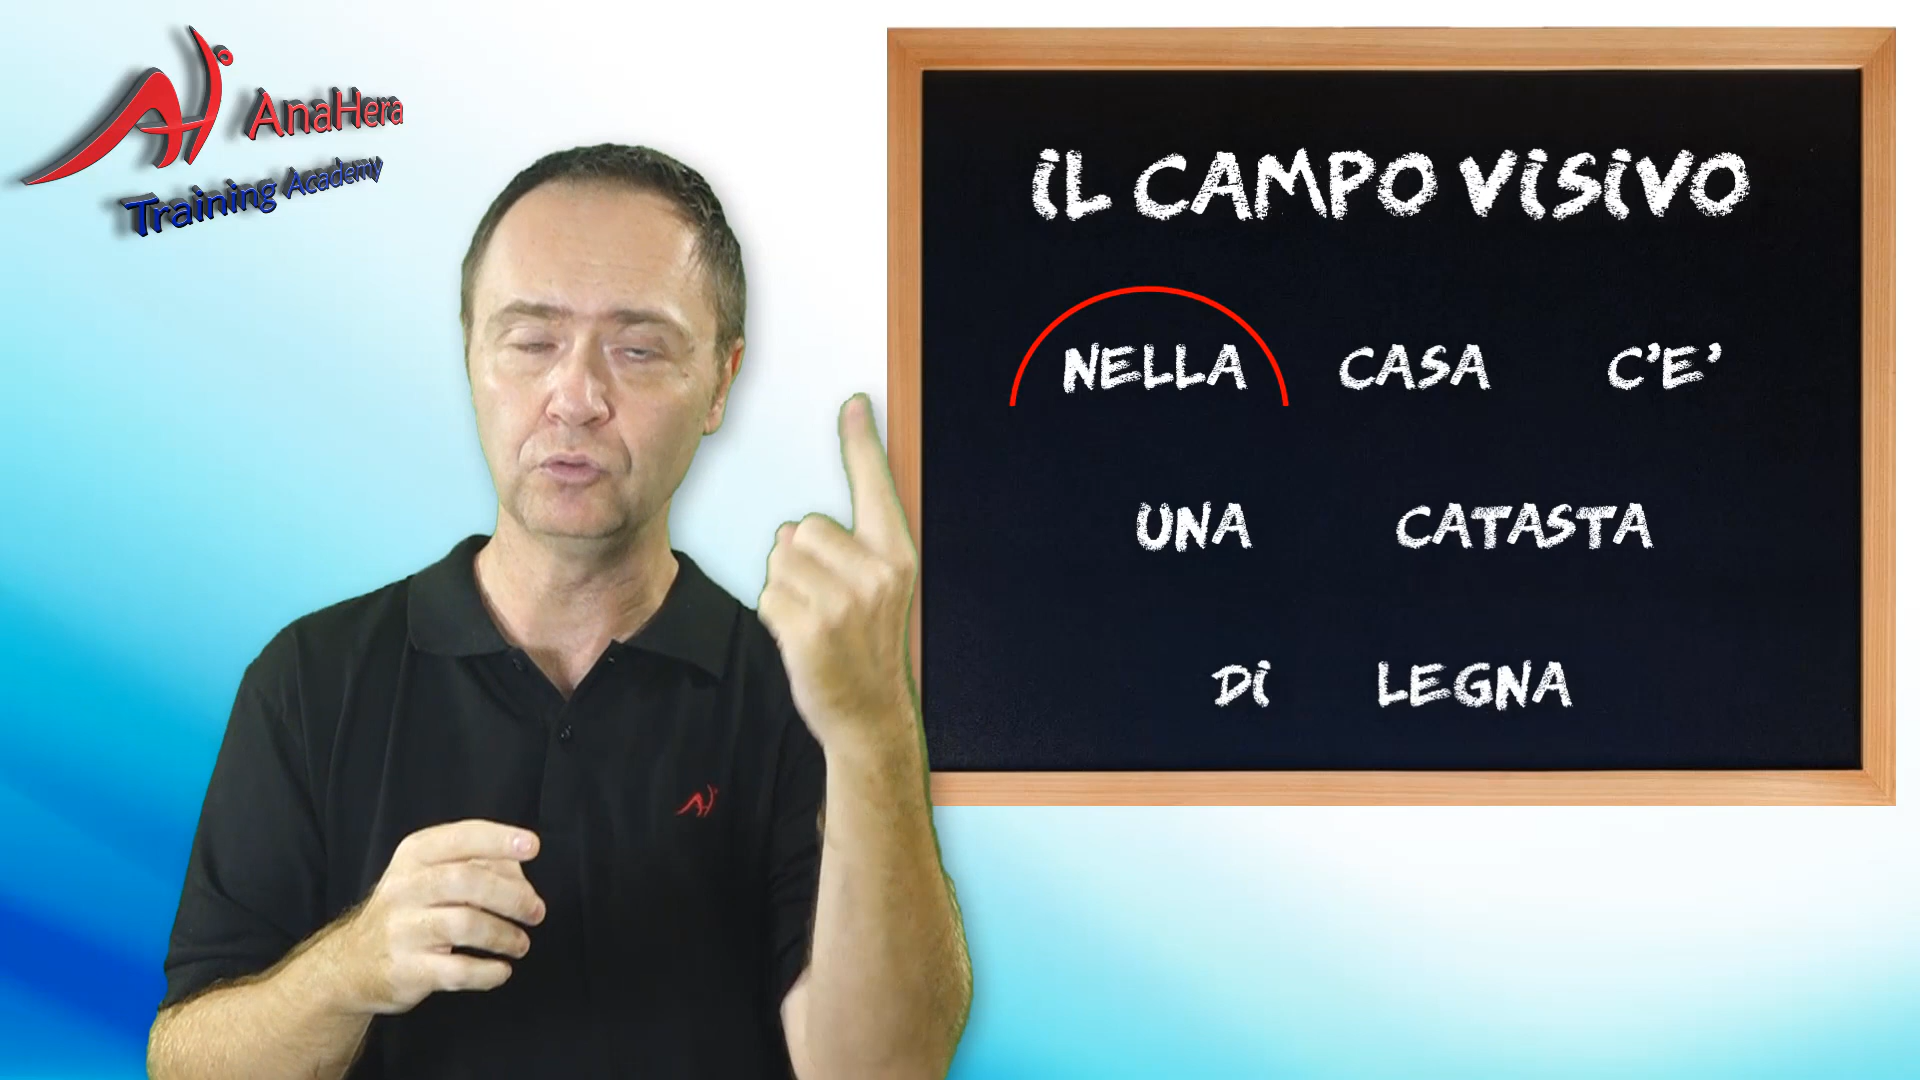 AnaHera
Training Academy
IL CAMPO VISIVO
NELLA CASA C'E'
UNA CATASTA
DI LEGNA